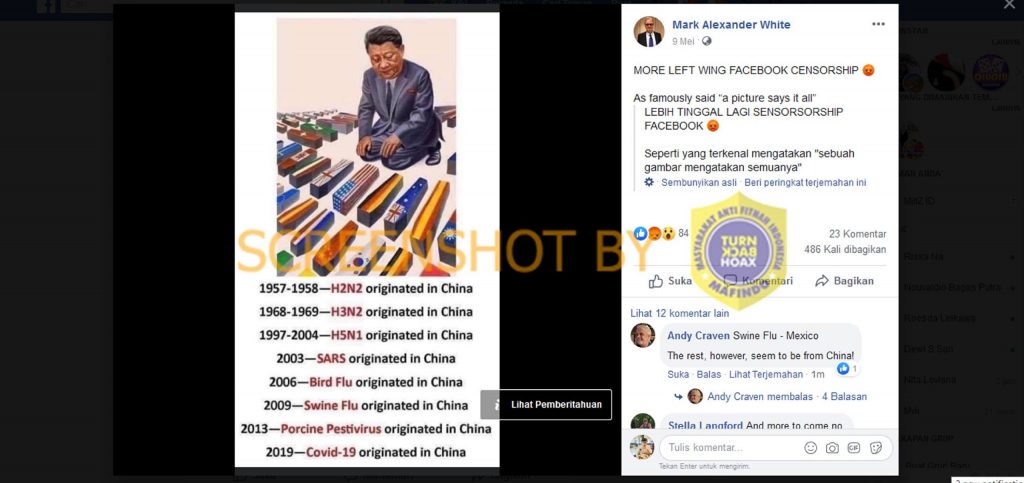 Mark Alexander White
9 Mei
MORE LEFT WING FACEBOOK CENSORSHIP 😡
As famously said “a picture says it all”
LEBIH TINGGAL LAGI SENSORSORSHIP
FACEBOOK 😡
Seperti yang terkenal mengatakan "sebuah
gambar mengatakan semuanya"
Sembunyikan asli · Beri peringkat terjemahan ini
84
23 Komentar
486 Kali dibagikan
Suka Komentari Bagikan
Lihat 12 komentar lain
Andy Craven Swine Flu - Mexico
The rest, however, seem to be from China!
1
Suka · Balas · Lihat Terjemahan · 1m
Andy Craven membalas · 4 Balasan
Stella Langford And more to come no
Tulis komentar...
GIF
Tekan Enter untuk mengirim.
1957-1958—H2N2 originated in China
1968-1969—H3N2 originated in China
1997-2004—H5N1 originated in China
2003—SARS originated in China
2006—Bird Flu originated in China
2009—Swine Flu originated in China
2013—Porcine Pestivirus originated in China
2019—Covid-19 originated in China
Lihat Pemberitahuan
SCREENSHOT BY
MASYARAKAT ANTI FITNAH INDONESIA
TURN
BACK
HOAX
MAFINDO